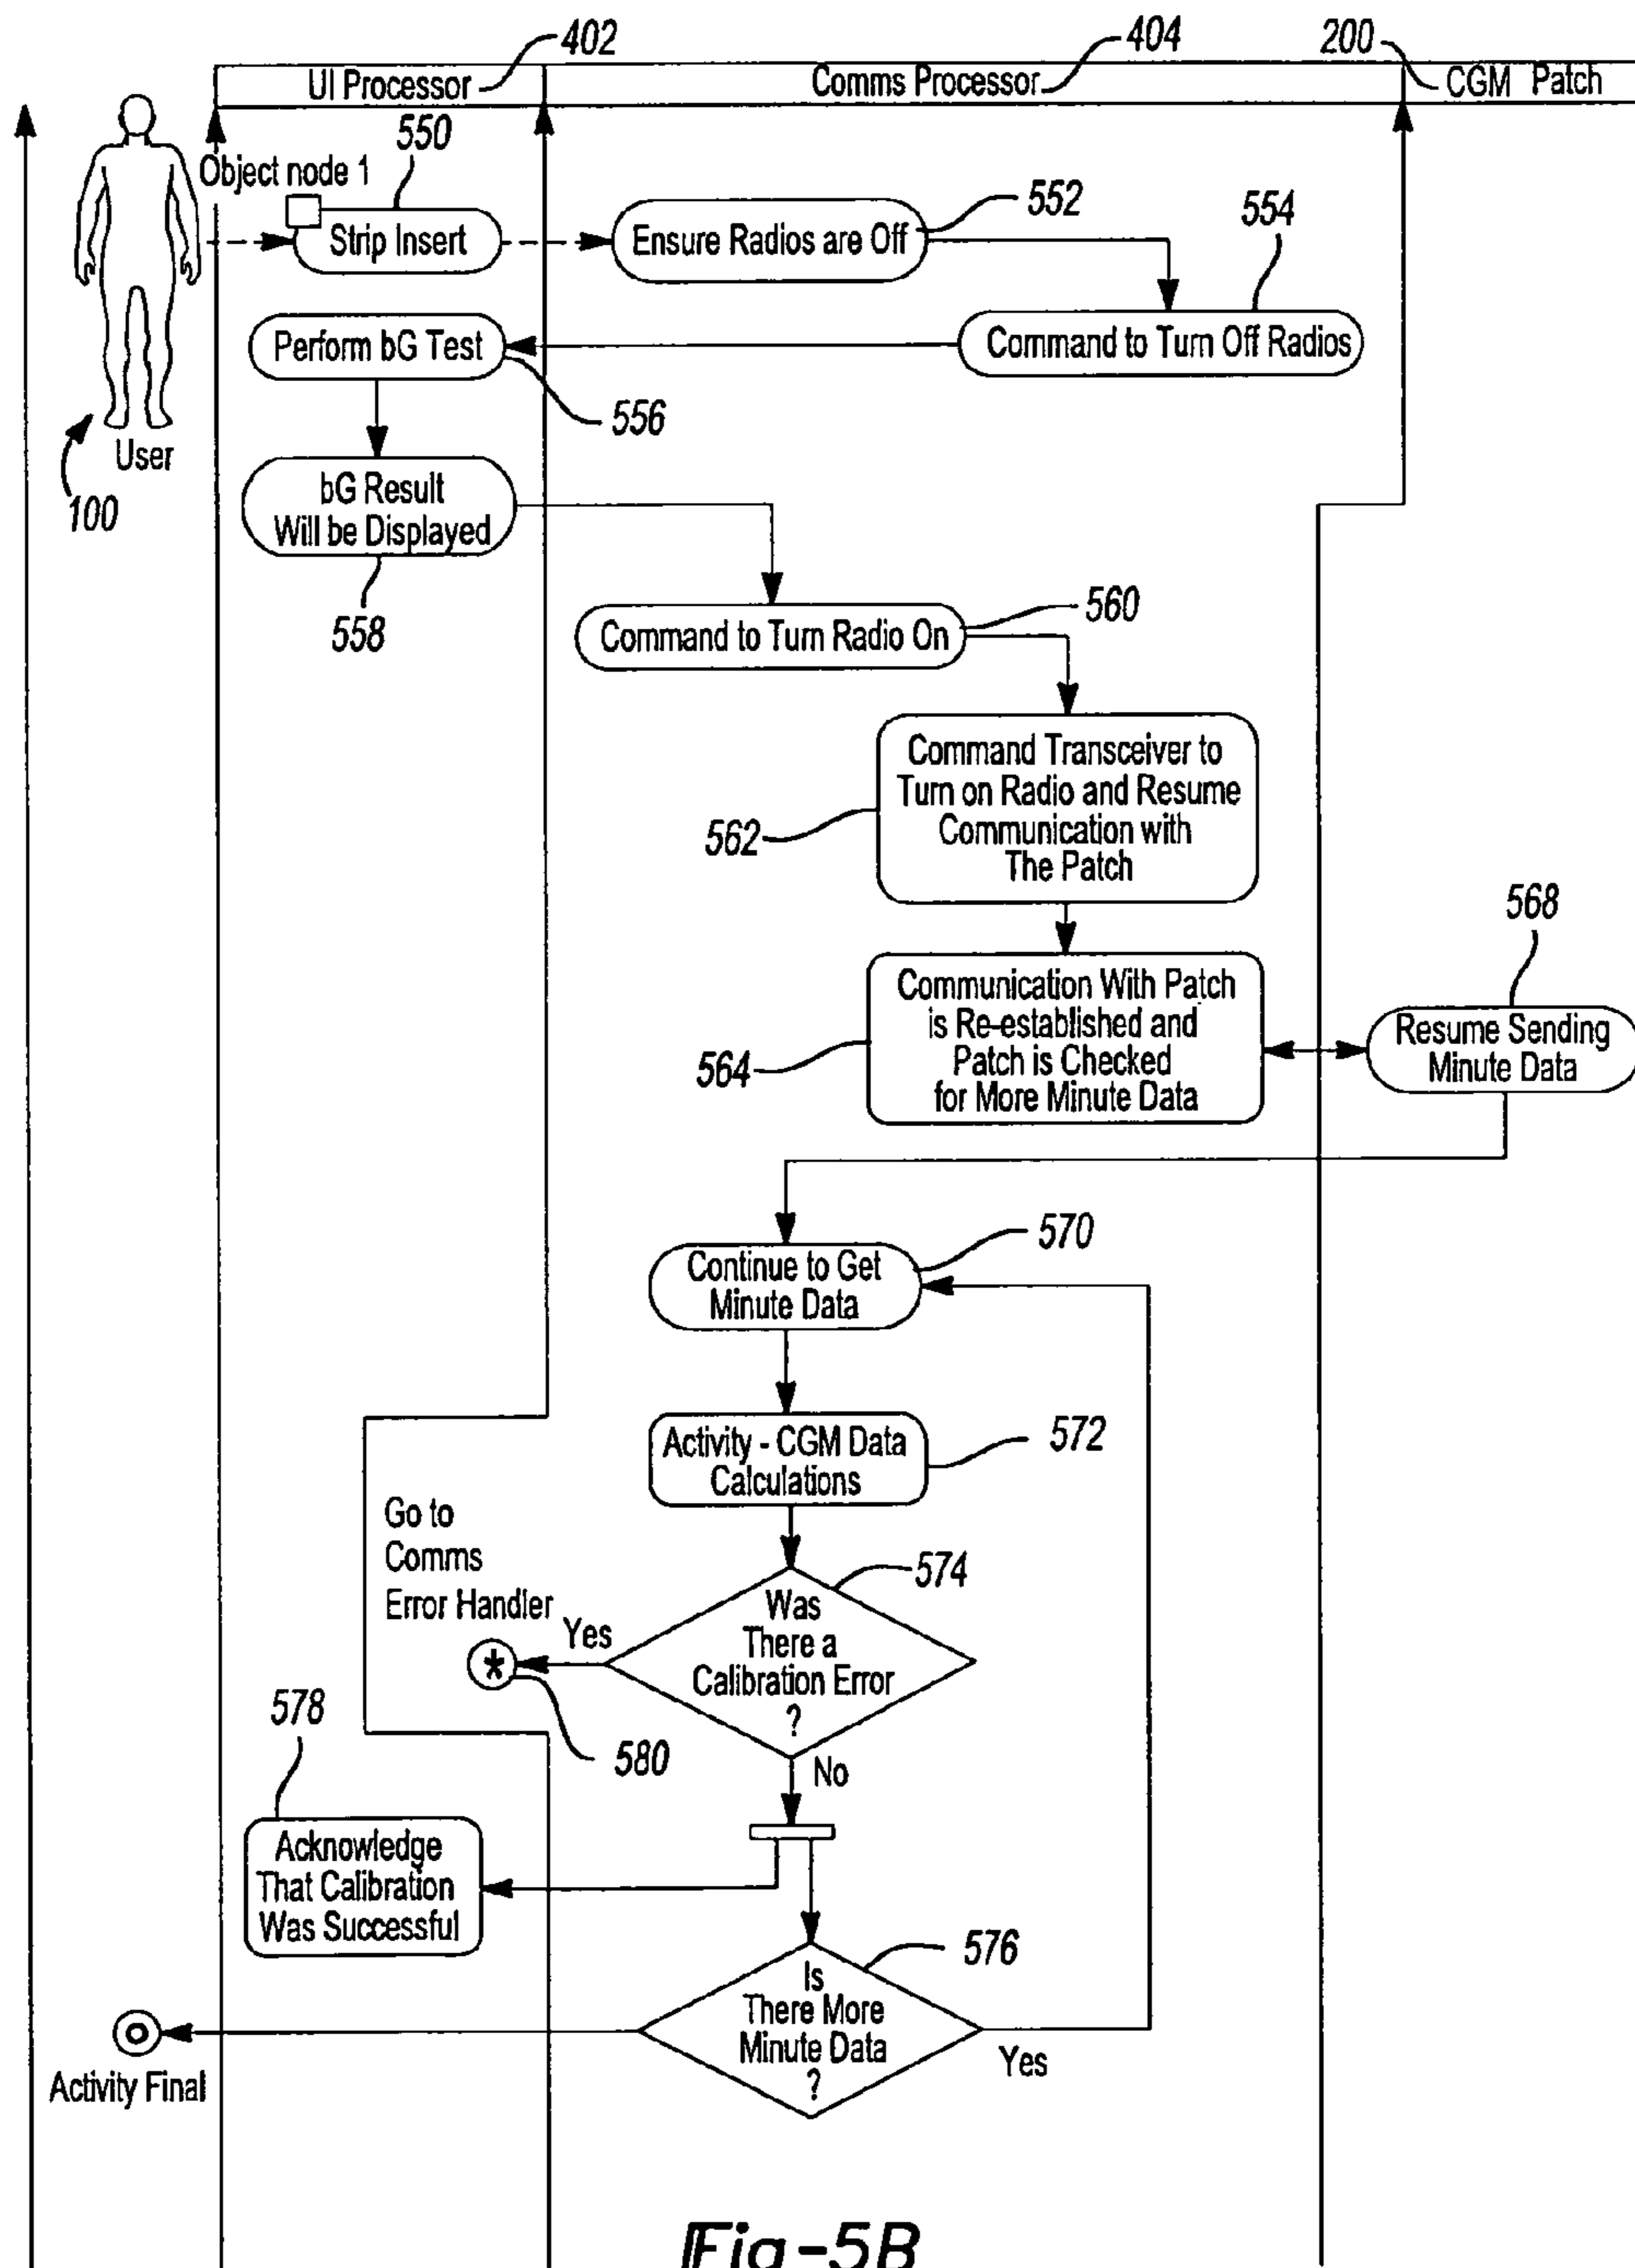 402
404
200
UI Processor
Comms Processor
CGM Patch
550
Object node 1
Strip Insert
552
Ensure Radios are Off
554
Command to Turn Off Radios
Perform bG Test
556
User
100
bG Result
Will be Displayed
558
Command to Turn Radio On
560
Command Transceiver to
Turn on Radio and Resume
Communication with
The Patch
562
568
Communication With Patch
is Re-established and
Patch is Checked
for More Minute Data
564
Resume Sending
Minute Data
570
Continue to Get
Minute Data
572
Activity - CGM Data
Calculations
Go to
Comms
Error Handler
574
Was
There a
Calibration Error
?
Yes
*
580
No
578
Acknowledge
That Calibration
Was Successful
576
Is
There More
Minute Data
?
Yes
Activity Final
Fig-5B